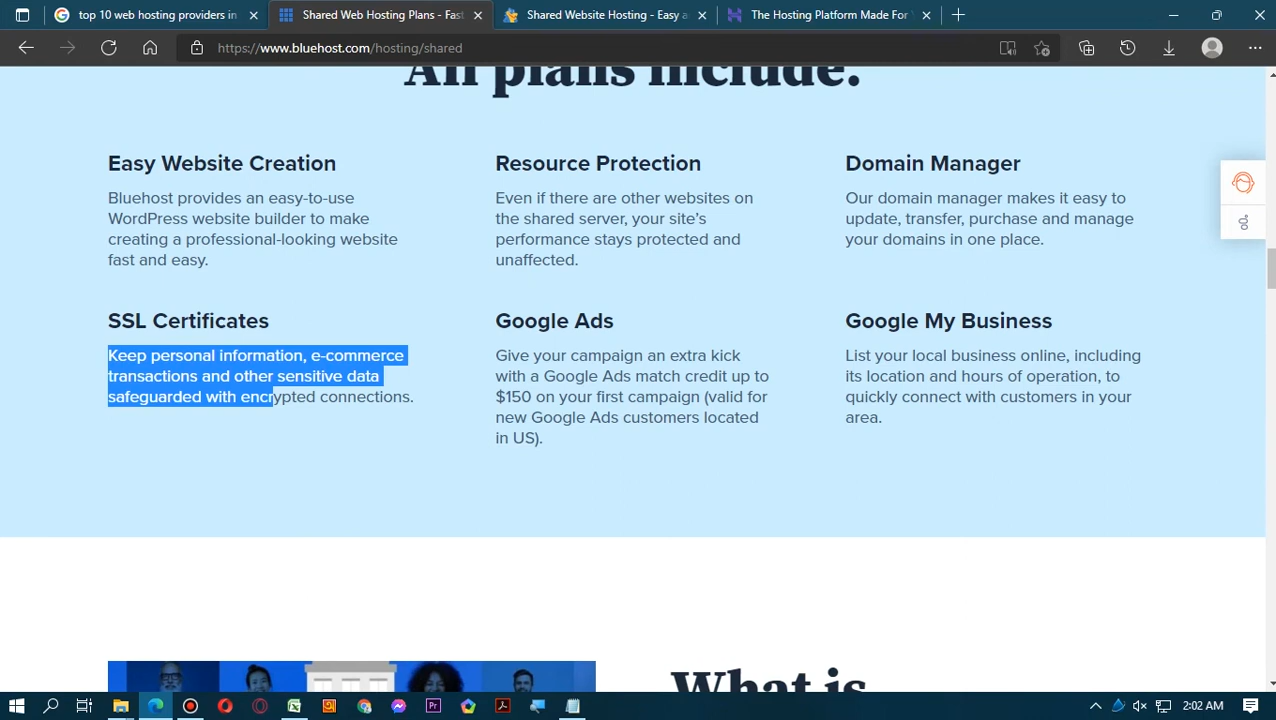 top 10 web hosting providers in
Shared Web Hosting Plans - Fast
Shared Website Hosting - Easy a
The Hosting Platform Made For
https://www.bluehost.com/hosting/shared
All plans include:
Easy Website Creation
Bluehost provides an easy-to-use
WordPress website builder to make
creating a professional-looking website
fast and easy.
Resource Protection
Even if there are other websites on
the shared server, your site's
performance stays protected and
unaffected.
Domain Manager
Our domain manager makes it easy to
update, transfer, purchase and manage
your domains in one place.
SSL Certificates
Keep personal information, e-commerce
transactions and other sensitive data
safeguarded with encrypted connections.
Google Ads
Give your campaign an extra kick
with a Google Ads match credit up to
$150 on your first campaign (valid for
new Google Ads customers located
in US).
Google My Business
List your local business online, including
its location and hours of operation, to
quickly connect with customers in your
area.
What is
2:02 AM